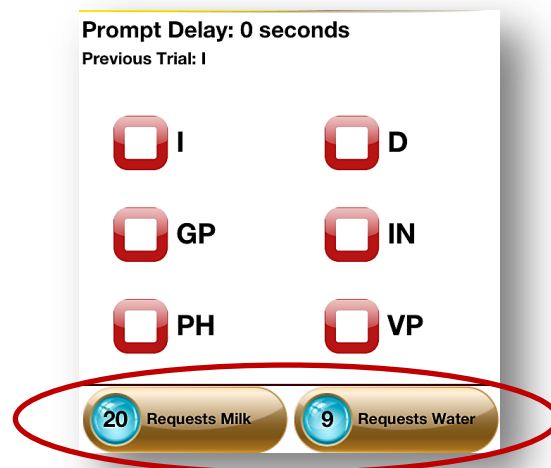 Prompt Delay: 0 seconds
Previous Trial: I
I D
GP IN
PH VP
20 Requests Milk 9 Requests Water